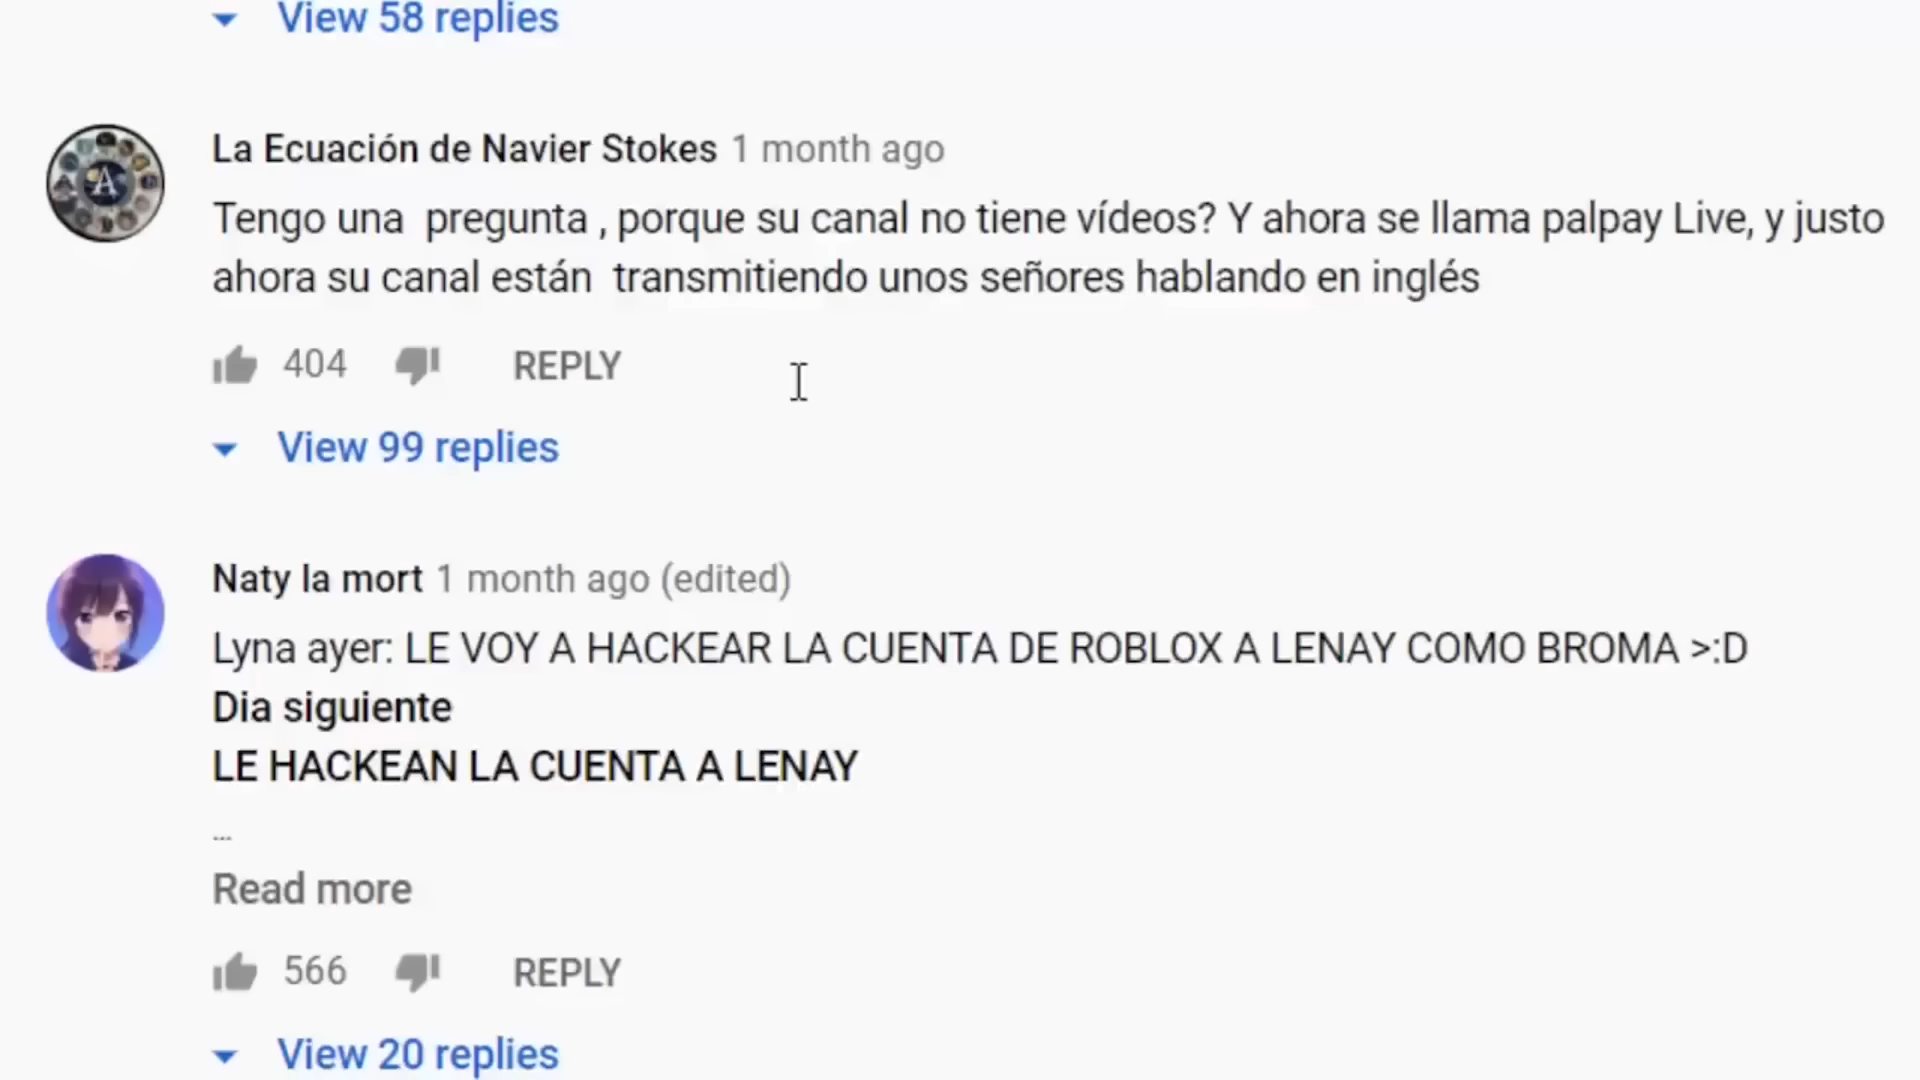 View 58 replies
La Ecuación de Navier Stokes 1 month ago
Tengo una  pregunta , porque su canal no tiene vídeos? Y ahora se llama palpay Live, y justo
ahora su canal están  transmitiendo unos señores hablando en inglés
404 REPLY
View 99 replies
A
Naty la mort 1 month ago (edited)
Lyna ayer: LE VOY A HACKEAR LA CUENTA DE ROBLOX A LENAY COMO BROMA >:D
Dia siguiente
LE HACKEAN LA CUENTA A LENAY
...
Read more
566 REPLY
View 20 replies